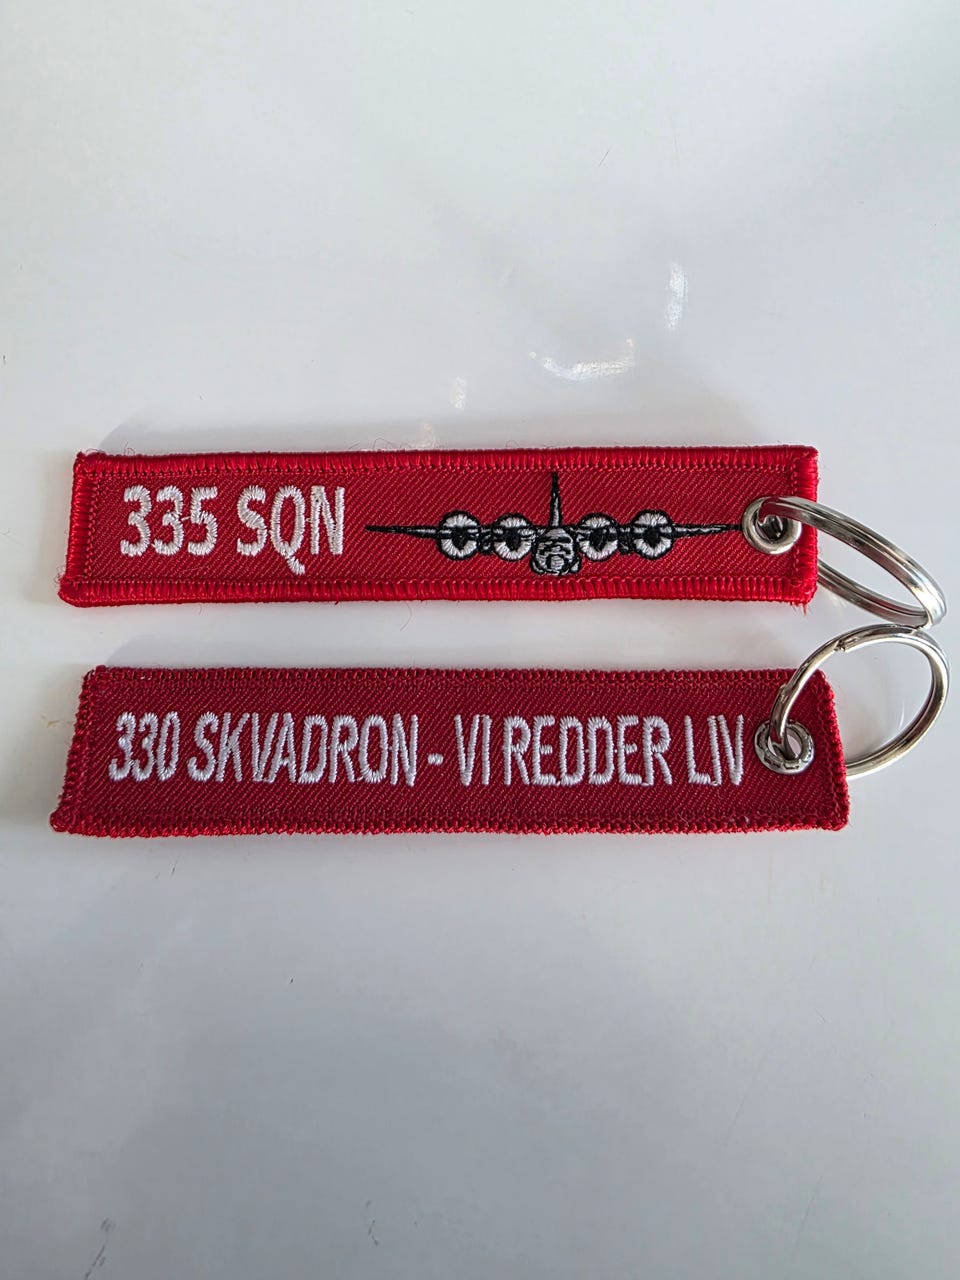 335 SQN
330 SKVADRON - VI REDDER LIV